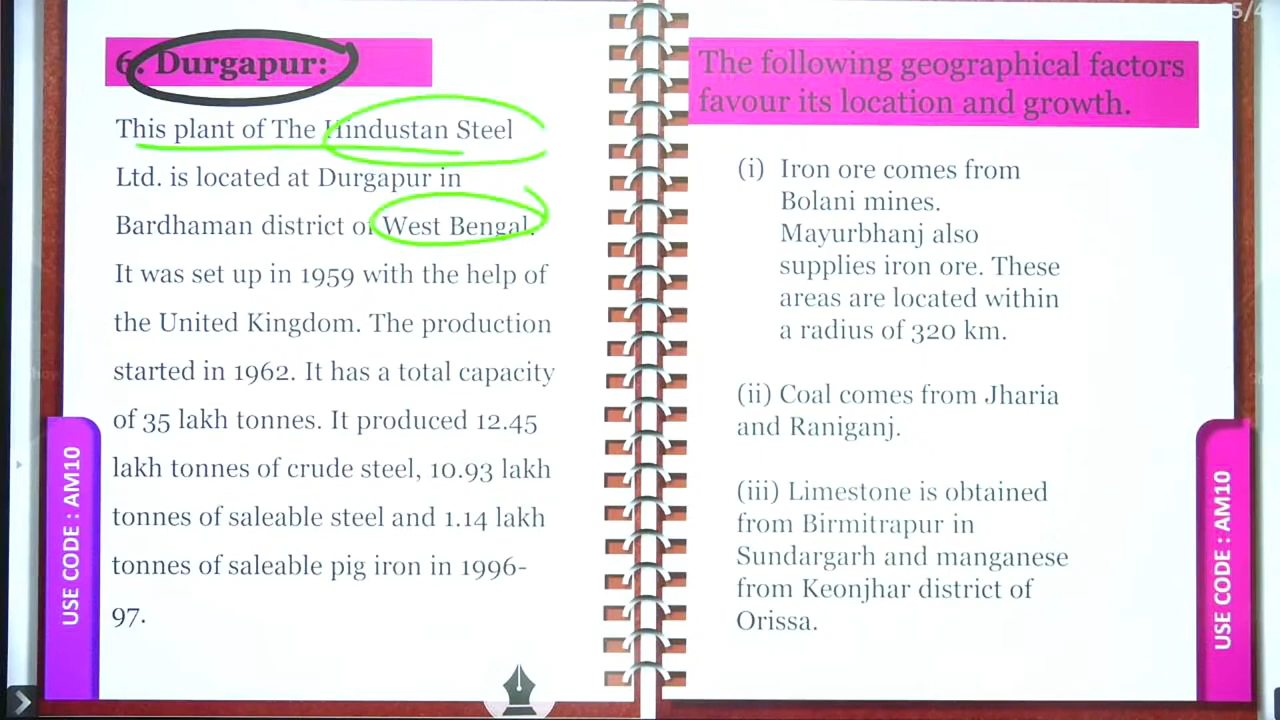 5/4
6. Durgapur:
This plant of The Hindustan Steel
Ltd. is located at Durgapur in
Bardhaman district of West Bengal.
It was set up in 1959 with the help of
the United Kingdom. The production
started in 1962. It has a total capacity
of 35 lakh tonnes. It produced 12.45
lakh tonnes of crude steel, 10.93 lakh
tonnes of saleable steel and 1.14 lakh
tonnes of saleable pig iron in 1996-
97.
USE CODE : AM10
The following geographical factors
favour its location and growth.
(i) Iron ore comes from
Bolani mines.
Mayurbhanj also
supplies iron ore. These
areas are located within
a radius of 320 km.
(ii) Coal comes from Jharia
and Raniganj.
(iii) Limestone is obtained
from Birmitrapur in
Sundargarh and manganese
from Keonjhar district of
Orissa.
USE CODE : AM10